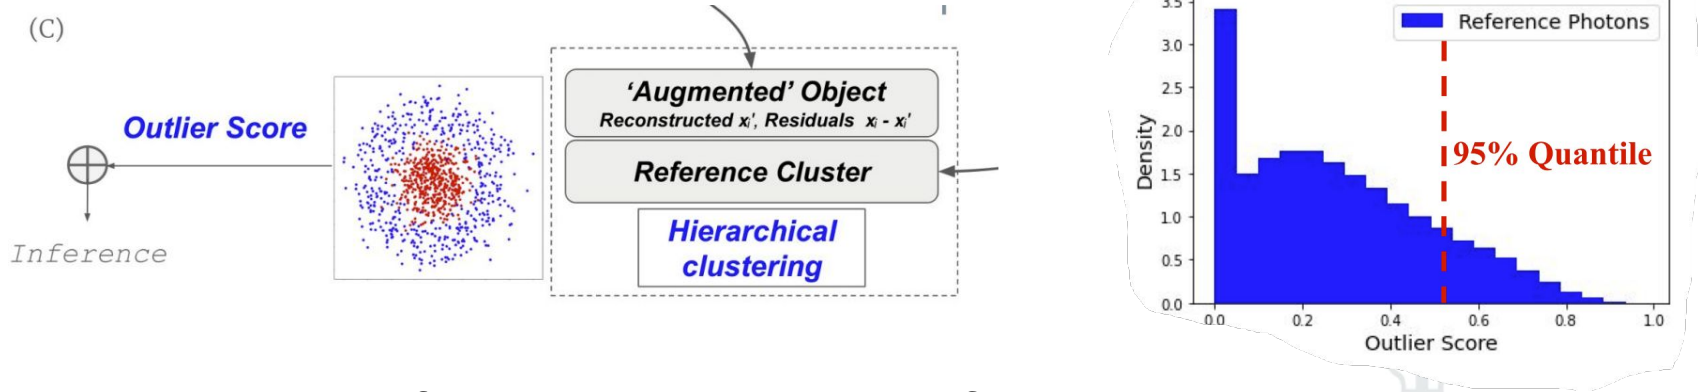 (C)
Outlier Score
Inference
‘Augmented’ Object
Reconstructed xᵢ', Residuals xᵢ - xᵢ'
Reference Cluster
Hierarchical
clustering
3.5
3.0
2.5
2.0
1.5
1.0
0.5
0.0
Density
Reference Photons
95% Quantile
0.0 0.2 0.4 0.6 0.8 1.0
Outlier Score